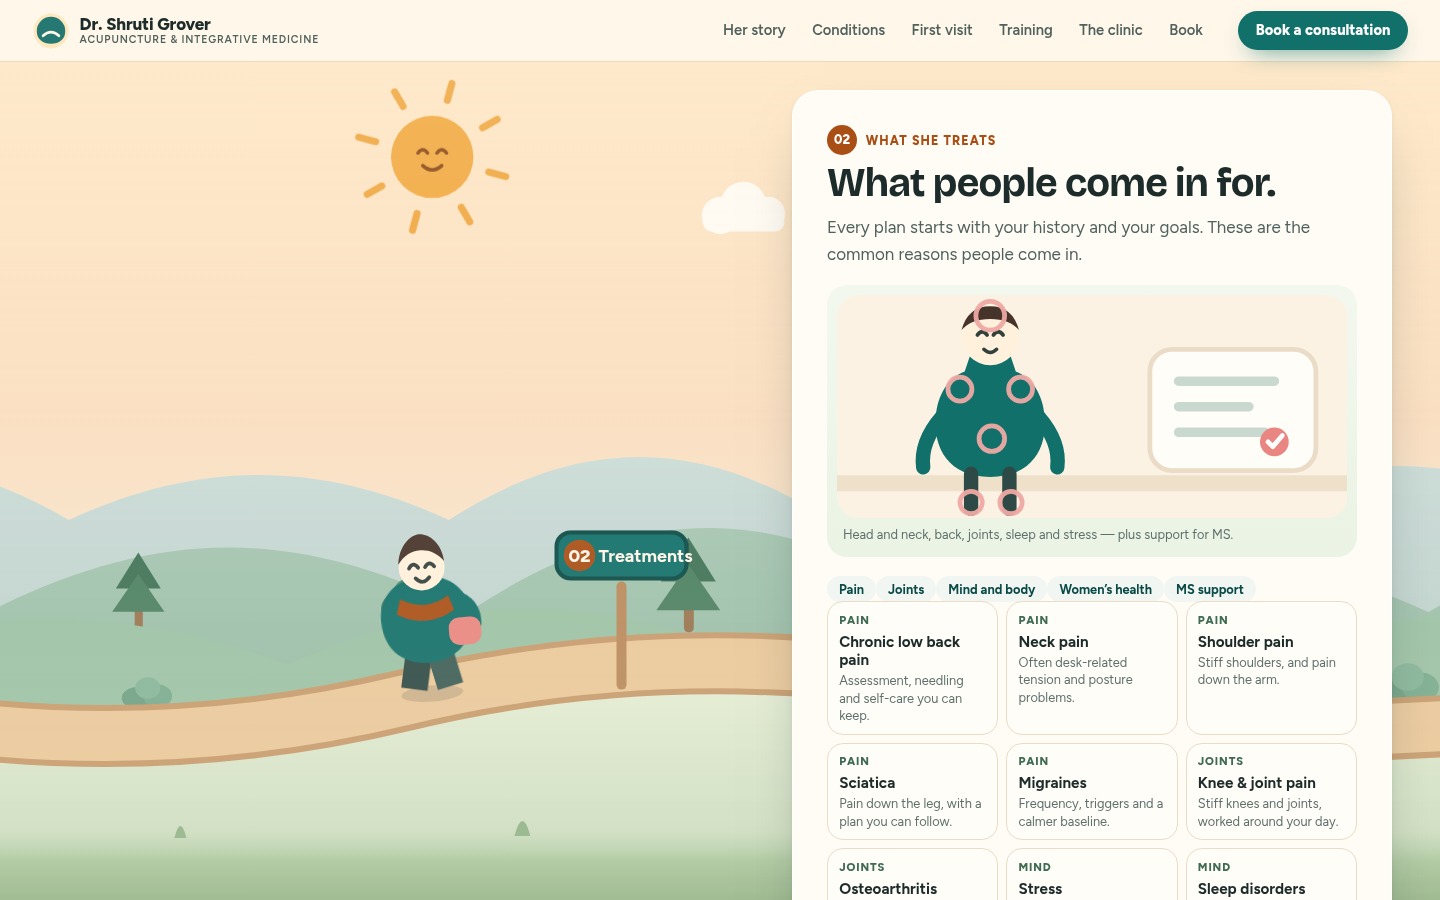 Dr. Shruti Grover
ACUPUNCTURE & INTEGRATIVE MEDICINE
Her story
Conditions
First visit
Training
The clinic
Book
Book a consultation
02 WHAT SHE TREATS
What people come in for.
Every plan starts with your history and your goals. These are the
common reasons people come in.
Head and neck, back, joints, sleep and stress — plus support for MS.
02 Treatments
Pain
Joints
Mind and body
Women’s health
MS support
PAIN
Chronic low back
pain
Assessment, needling
and self-care you can
keep.
PAIN
Neck pain
Often desk-related
tension and posture
problems.
PAIN
Shoulder pain
Stiff shoulders, and pain
down the arm.
PAIN
Sciatica
Pain down the leg, with a
plan you can follow.
PAIN
Migraines
Frequency, triggers and a
calmer baseline.
JOINTS
Knee & joint pain
Stiff knees and joints,
worked around your day.
JOINTS
Osteoarthritis
MIND
Stress
MIND
Sleep disorders